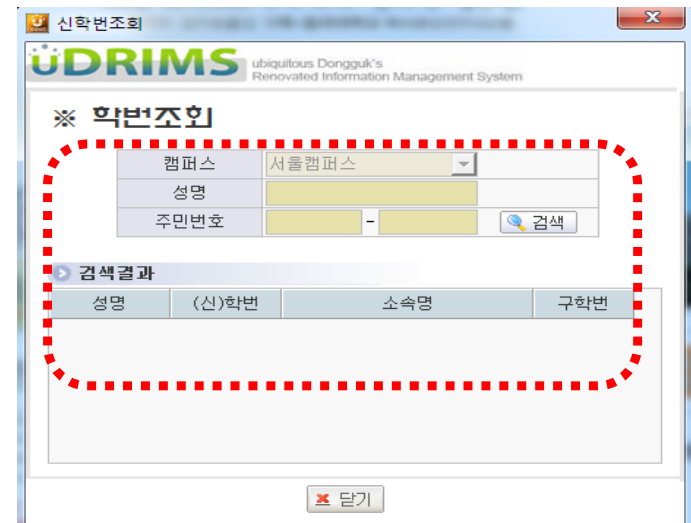 신학번조회
üDRIMS ubiquitous Dongguk's
Renovated Information Management System
※ 학번조회
캠퍼스 서울캠퍼스
성명
주민번호 - 검색
검색결과
성명 (신)학번 소속명 구학번
닫기